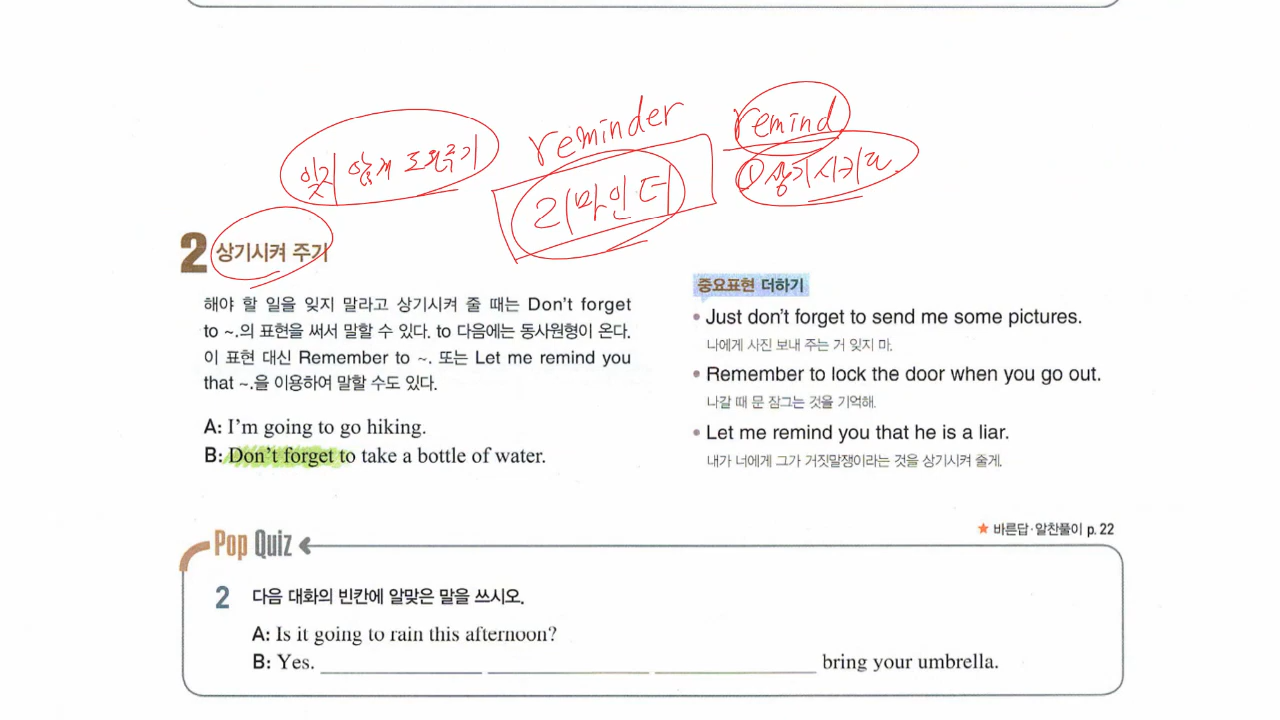 reminder
remind
잊지 않게 도와주기
리마인더
①상기시키다
2 상기시켜 주기
해야 할 일을 잊지 말라고 상기시켜 줄 때는 Don't forget
to ~.의 표현을 써서 말할 수 있다. to 다음에는 동사원형이 온다.
이 표현 대신 Remember to ~. 또는 Let me remind you
that ~.을 이용하여 말할 수도 있다.
A: I'm going to go hiking.
B: Don't forget to take a bottle of water.
중요표현 더하기
• Just don't forget to send me some pictures.
나에게 사진 보내 주는 거 잊지 마.
• Remember to lock the door when you go out.
나갈 때 문 잠그는 것을 기억해.
• Let me remind you that he is a liar.
내가 너에게 그가 거짓말쟁이라는 것을 상기시켜 줄게.
★ 바른답·알찬풀이 p. 22
Pop Quiz
2 다음 대화의 빈칸에 알맞은 말을 쓰시오.
A: Is it going to rain this afternoon?
B: Yes. ____ ____ ____ bring your umbrella.